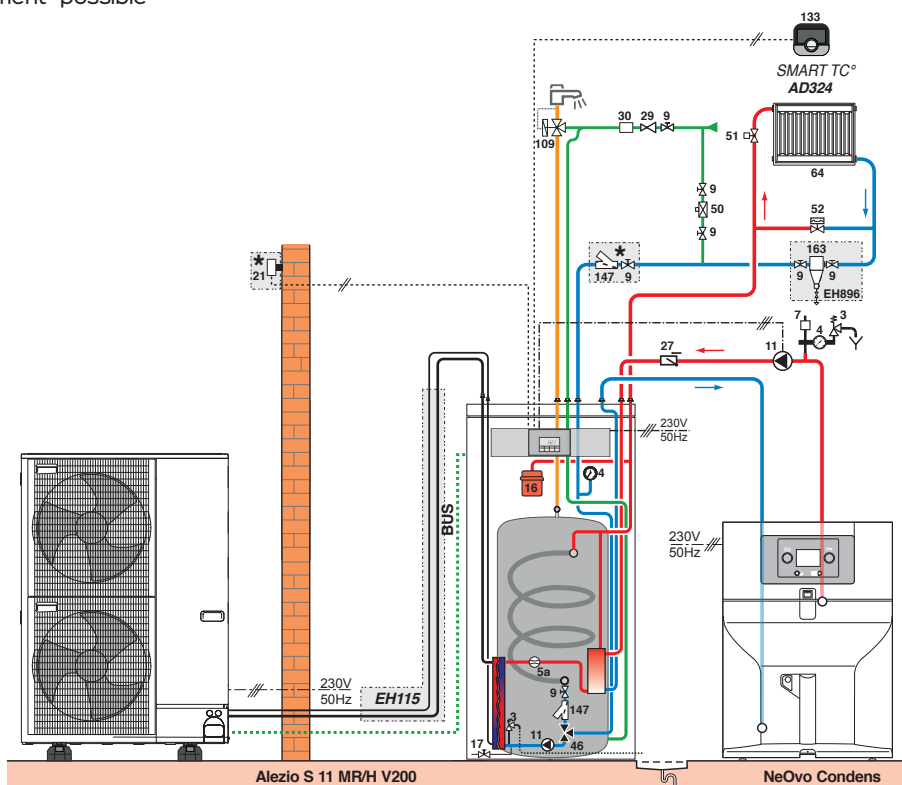 ment possible
133
SMART TC°
AD324
30 29 9
109
51
64
9
50
9
52
163
*
21
*
147 9
9 9
EH896
7 4 3
27
11
230V
50Hz
4
16
BUS
230V
50Hz
5a
9
147
3
11
46
17
230V
50Hz
EH115
Alezio S 11 MR/H V200
NeOvo Condens